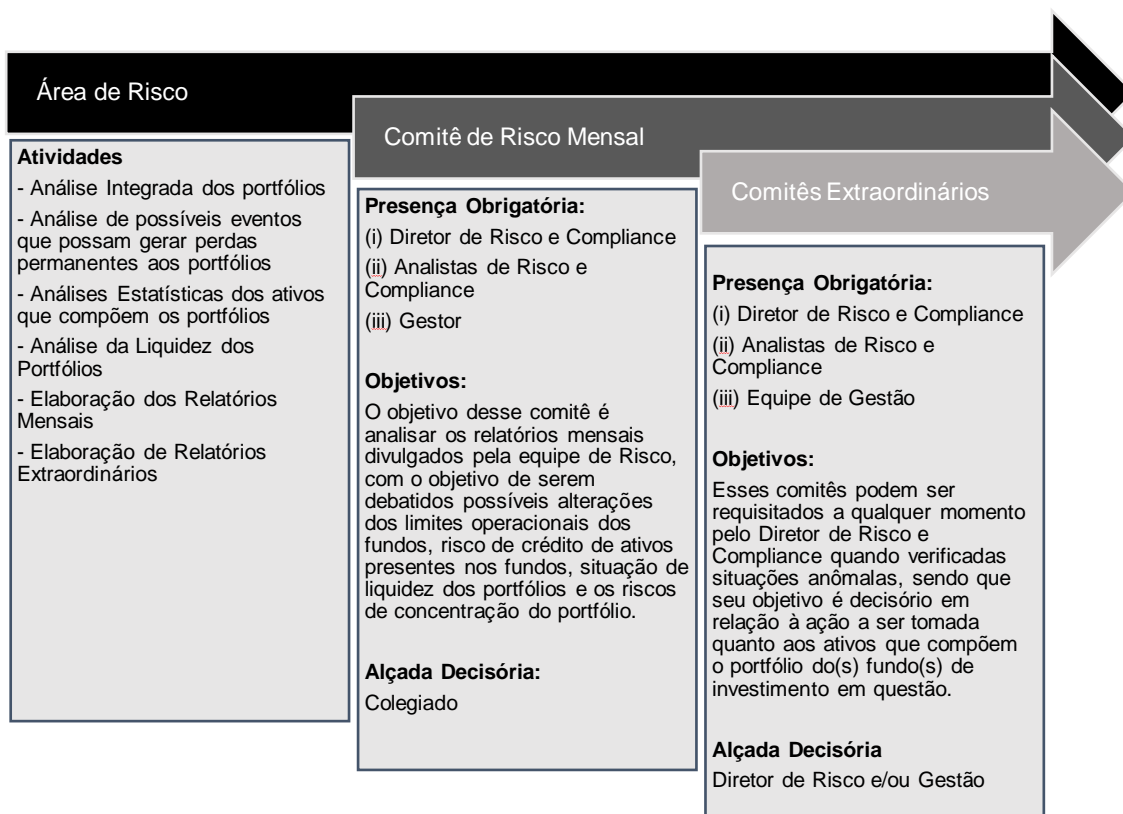 Área de Risco
Atividades
- Análise Integrada dos portfólios
- Análise de possíveis eventos
que possam gerar perdas
permanentes aos portfólios
- Análises Estatísticas dos ativos
que compõem os portfólios
- Análise da Liquidez dos
Portfólios
- Elaboração dos Relatórios
Mensais
- Elaboração de Relatórios
Extraordinários
Comitê de Risco Mensal
Presença Obrigatória:
(i) Diretor de Risco e Compliance
(ii) Analistas de Risco e
Compliance
(iii) Gestor
Objetivos:
O objetivo desse comitê é
analisar os relatórios mensais
divulgados pela equipe de Risco,
com o objetivo de serem
debatidos possíveis alterações
dos limites operacionais dos
fundos, risco de crédito de ativos
presentes nos fundos, situação de
liquidez dos portfólios e os riscos
de concentração do portfólio.
Alçada Decisória:
Colegiado
Comitês Extraordinários
Presença Obrigatória:
(i) Diretor de Risco e Compliance
(ii) Analistas de Risco e
Compliance
(iii) Equipe de Gestão
Objetivos:
Esses comitês podem ser
requisitados a qualquer momento
pelo Diretor de Risco e
Compliance quando verificadas
situações anômalas, sendo que
seu objetivo é decisório em
relação à ação a ser tomada
quanto aos ativos que compõem
o portfólio do(s) fundo(s) de
investimento em questão.
Alçada Decisória
Diretor de Risco e/ou Gestão